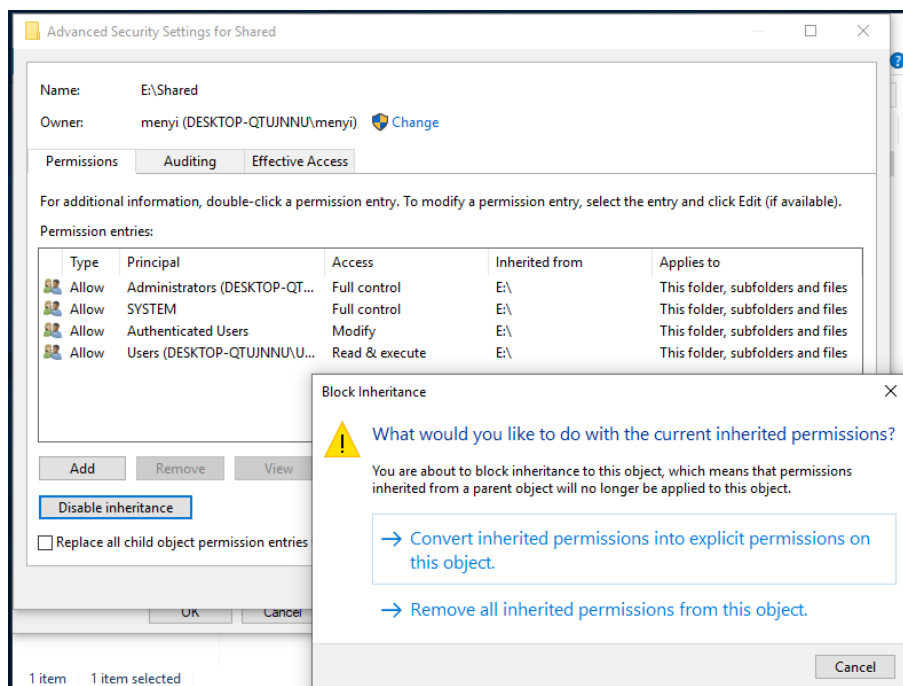 Advanced Security Settings for Shared
?
Name: E:\Shared
Owner: menyi (DESKTOP-QTUJNNU\menyi) Change
Permissions Auditing Effective Access
For additional information, double-click a permission entry. To modify a permission entry, select the entry and click Edit (if available).
Permission entries:
Type Principal Access Inherited from Applies to
Allow Administrators (DESKTOP-QT... Full control E:\ This folder, subfolders and files
Allow SYSTEM Full control E:\ This folder, subfolders and files
Allow Authenticated Users Modify E:\ This folder, subfolders and files
Allow Users (DESKTOP-QTUJNNU\U... Read & execute E:\ This folder, subfolders and files
Add Remove View
Disable inheritance
Replace all child object permission entries
OK Cancel
Block Inheritance
What would you like to do with the current inherited permissions?
You are about to block inheritance to this object, which means that permissions
inherited from a parent object will no longer be applied to this object.
Convert inherited permissions into explicit permissions on
this object.
Remove all inherited permissions from this object.
Cancel
1 item 1 item selected